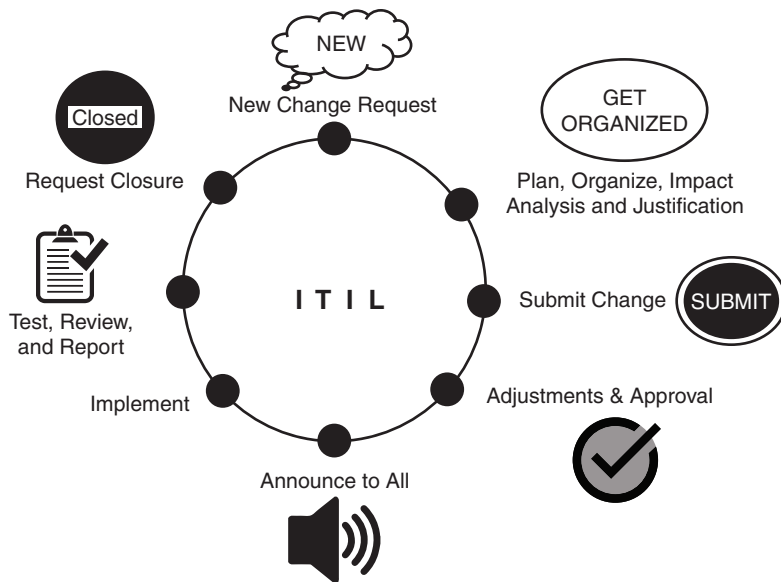 NEW
New Change Request
GET
ORGANIZED
Plan, Organize, Impact
Analysis and Justification
Submit Change
SUBMIT
Adjustments & Approval
Announce to All
Implement
Test, Review,
and Report
Closed
Request Closure
I T I L